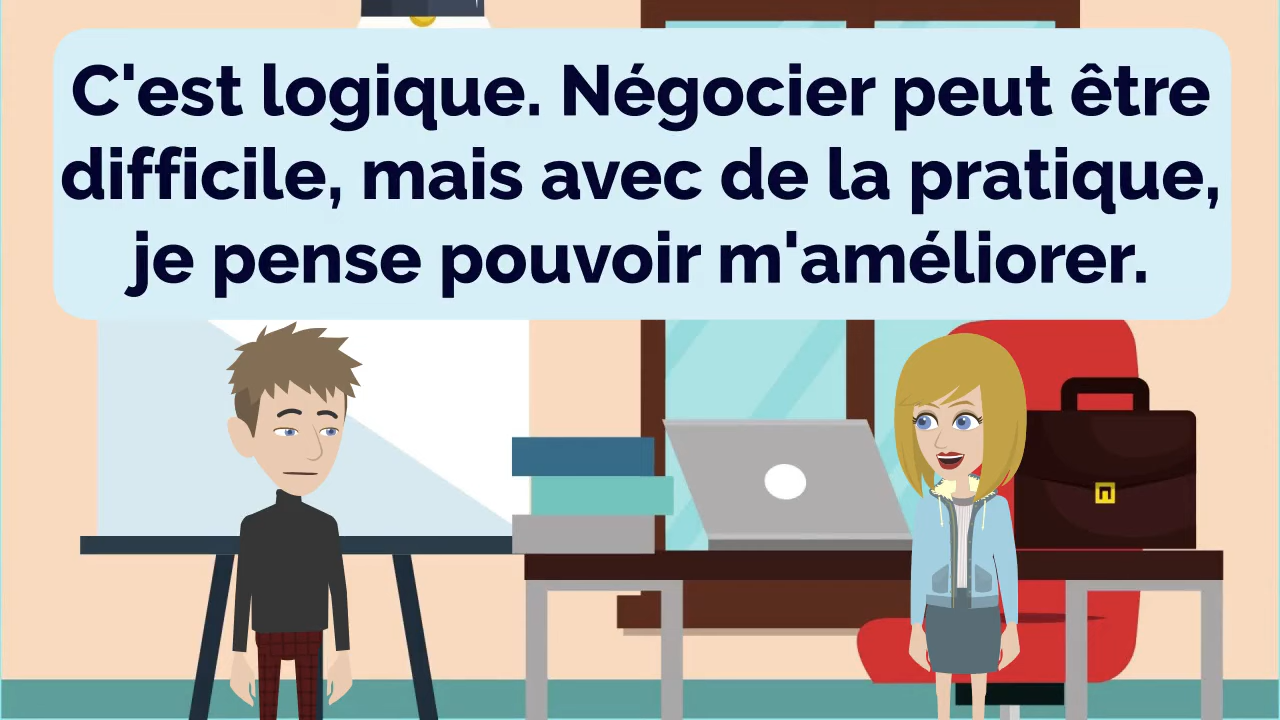 C'est logique. Négocier peut être
difficile, mais avec de la pratique,
je pense pouvoir m'améliorer.